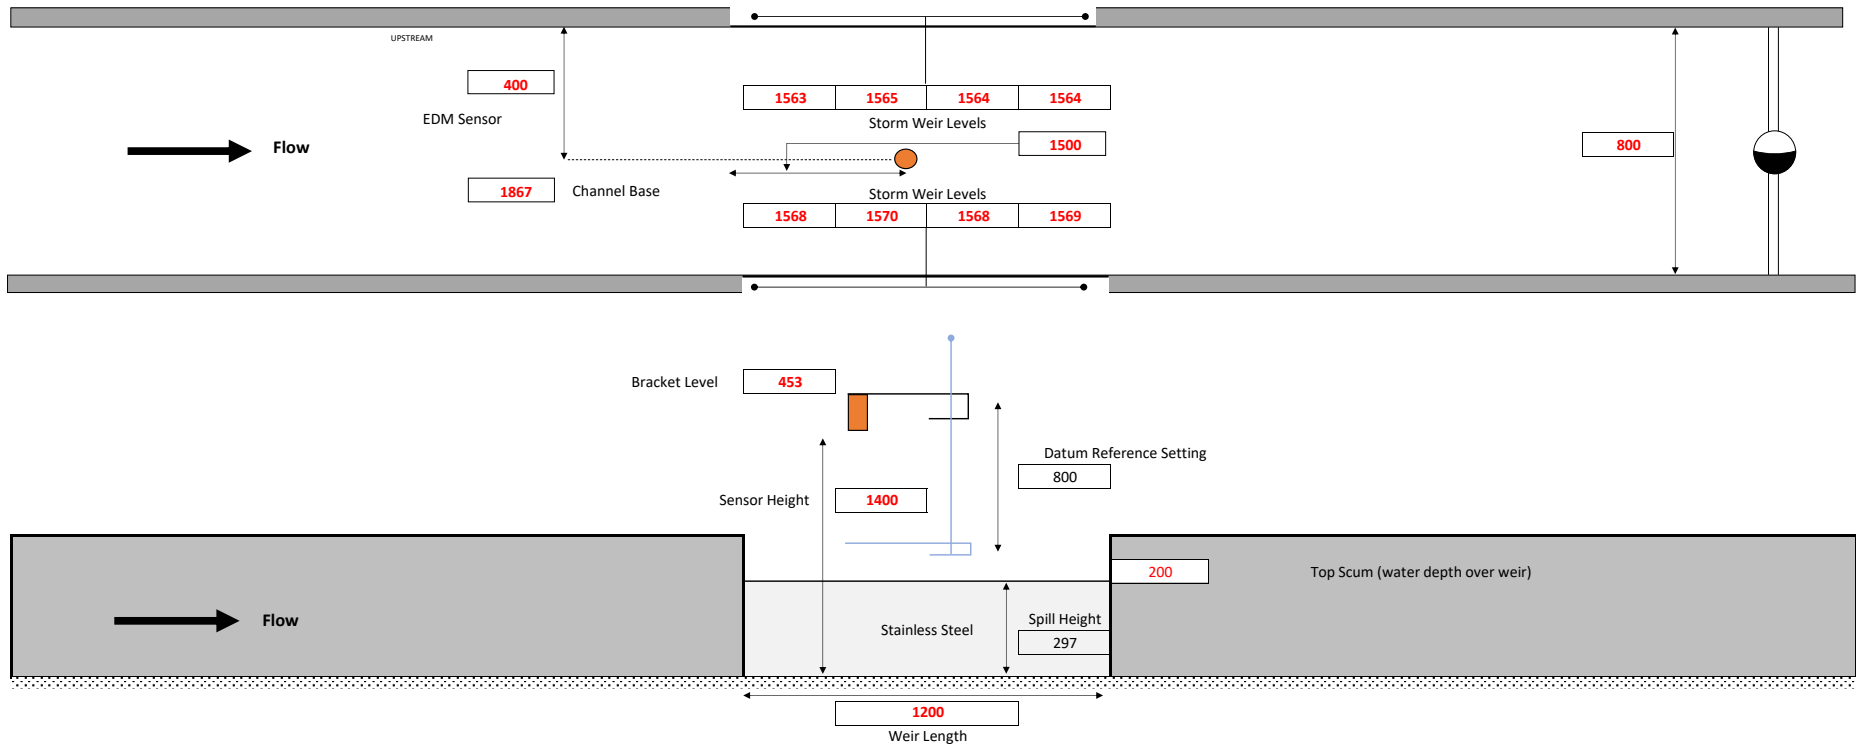 UPSTREAM
400
EDM Sensor
1563 1565 1564 1564
Storm Weir Levels
Flow
1500
800
1867 Channel Base
Storm Weir Levels
1568 1570 1568 1569
Bracket Level 453
Datum Reference Setting
800
Sensor Height 1400
200 Top Scum (water depth over weir)
Flow
Stainless Steel
Spill Height
297
1200
Weir Length